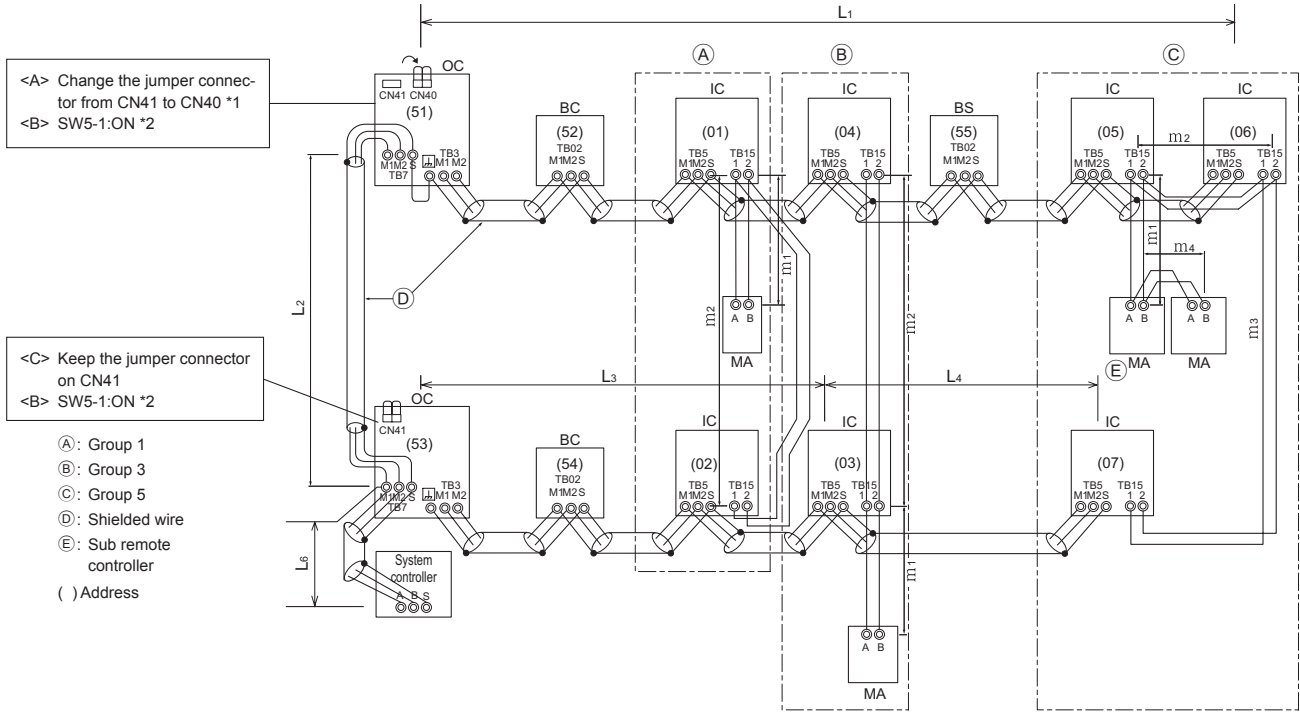 L1
<A> Change the jumper connec-
tor from CN41 to CN40 *1
<B> SW5-1:ON *2
OC
CN41 CN40
(51)
M1M2 S
TB7
TB3
M1 M2
BC
(52)
TB02
M1M2S
A
IC
(01)
TB5
M1M2S
TB15
1 2
B
IC
(04)
TB5
M1M2S
TB15
1 2
BS
(55)
TB02
M1M2S
C
IC
(05)
TB5
M1M2S
TB15
1 2
m2
IC
(06)
TB5
M1M2S
TB15
1 2
L2
D
m2
A B
MA
m1
m2
m1
m4
A B
MA
A B
MA
E
m3
<C> Keep the jumper connector
on CN41
<B> SW5-1:ON *2
L3
L4
OC
CN41
(53)
M1M2 S
TB7
TB3
M1 M2
BC
(54)
TB02
M1M2S
IC
(02)
TB5
M1M2S
TB15
1 2
IC
(03)
TB5
M1M2S
TB15
1 2
IC
(07)
TB5
M1M2S
TB15
1 2
A: Group 1
B: Group 3
C: Group 5
D: Shielded wire
E: Sub remote
controller
( ) Address
L6
System
controller
A B S
m1
A B
MA